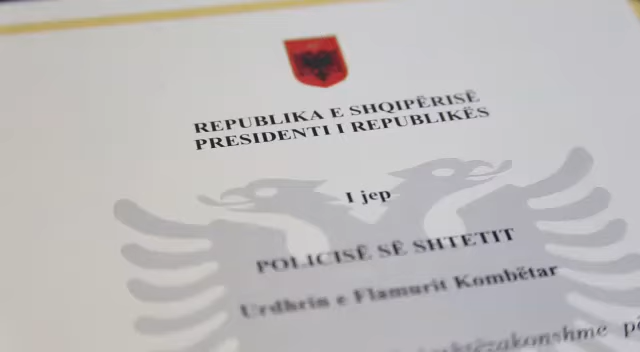 REPUBLIKA E SHQIPËRISË
PRESIDENTI I REPUBLIKËS
I jep
POLICISË SË SHTETIT
Urdhrin e Flamurit Kombëtar